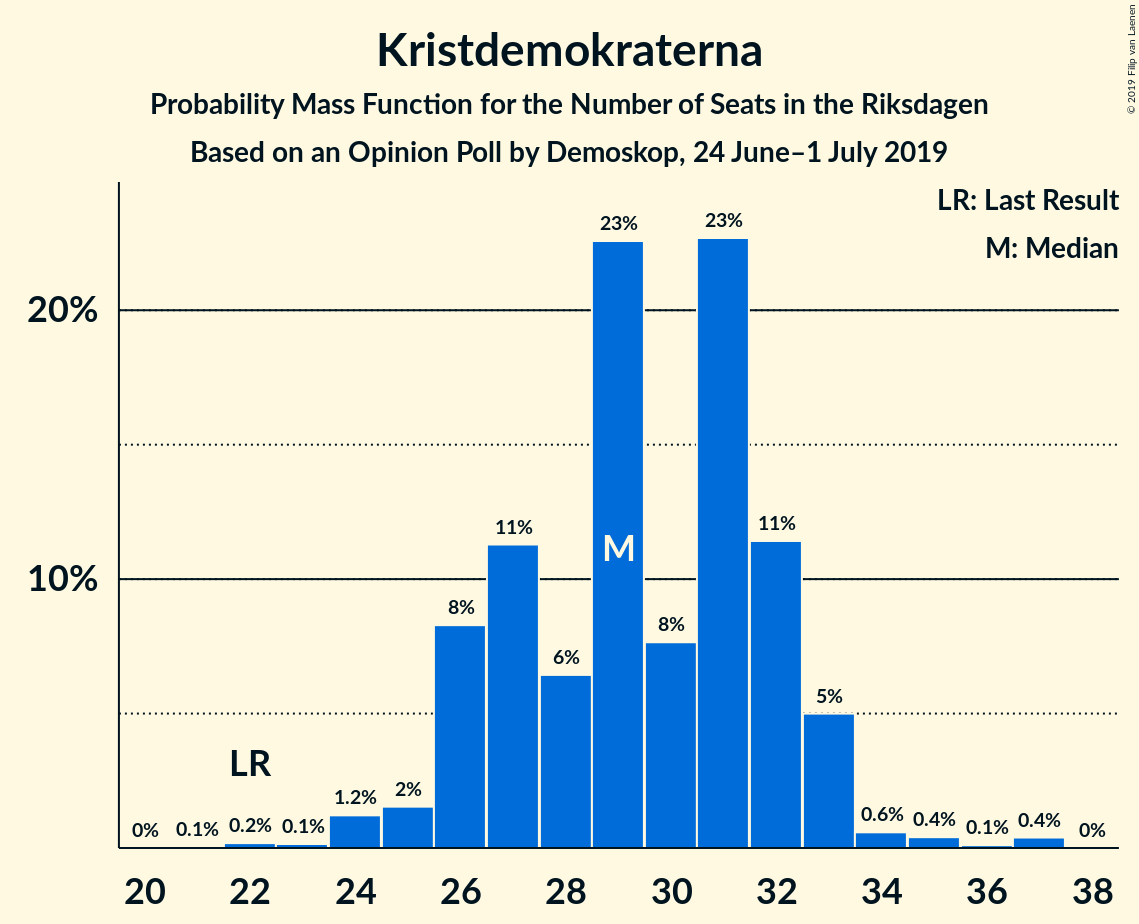 Kristdemokraterna
Probability Mass Function for the Number of Seats in the Riksdagen
Based on an Opinion Poll by Demoskop, 24 June–1 July 2019
© 2019 Filip van Laenen
LR: Last Result
M: Median
20%
10%
0%
0.1%
0.2%
0.1%
1.2%
2%
8%
11%
6%
23%
8%
23%
11%
5%
0.6%
0.4%
0.1%
0.4%
0%
LR
M
20 22 24 26 28 30 32 34 36 38